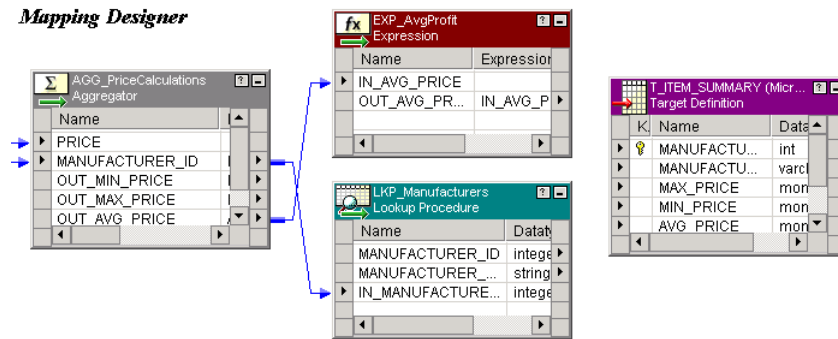 Mapping Designer
AGG_PriceCalculations
Aggregator
Name
PRICE
MANUFACTURER_ID
OUT_MIN_PRICE
OUT_MAX_PRICE
OUT_AVG_PRICE
fx EXP_AvgProfit
Expression
Name Expression
IN_AVG_PRICE
OUT_AVG_PR... IN_AVG_P
LKP_Manufacturers
Lookup Procedure
Name Dataty
MANUFACTURER_ID intege
MANUFACTURER_... string
IN_MANUFACTURE... intege
T_ITEM_SUMMARY (Micr...
Target Definition
K. Name Data
MANUFACTU... int
MANUFACTU... varcl
MAX_PRICE mon
MIN_PRICE mon
AVG_PRICE mon